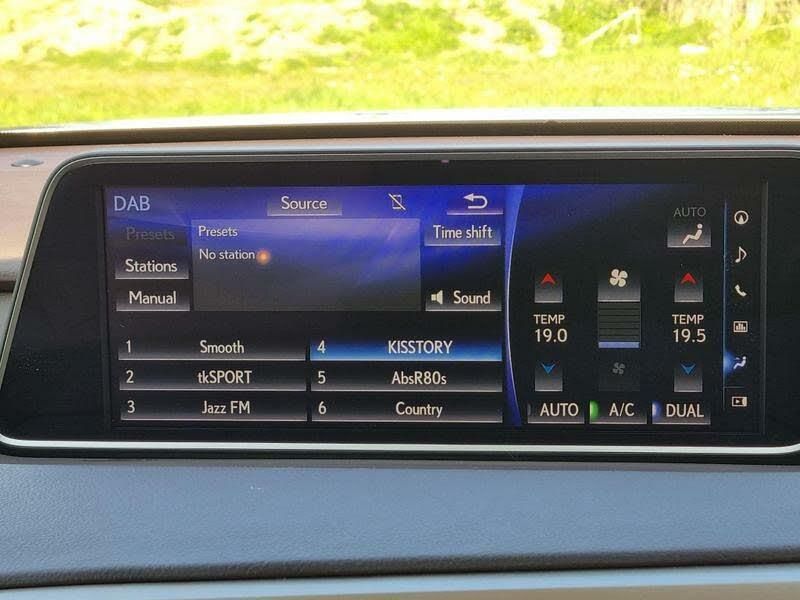 DAB Source
Presets Presets Time shift
No station
Stations
Manual Sound
1 Smooth 4 KISSTORY
2 tkSPORT 5 AbsR80s
3 Jazz FM 6 Country
AUTO
TEMP TEMP
19.0 19.5
AUTO A/C DUAL